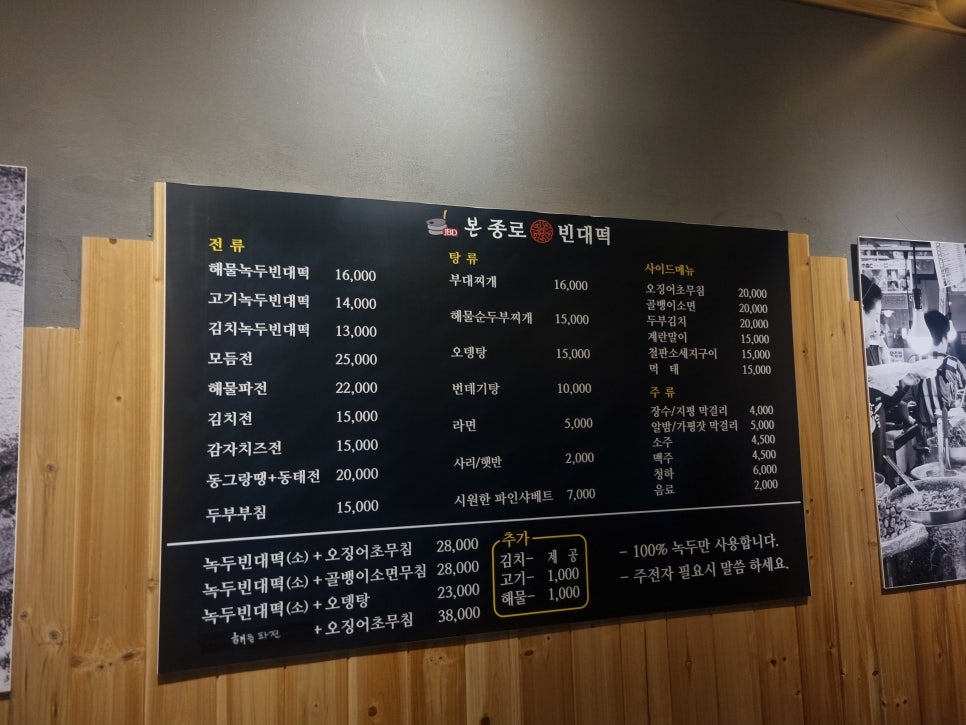 JBD 본 종로 빈대떡
전 류
해물녹두빈대떡 16,000
고기녹두빈대떡 14,000
김치녹두빈대떡 13,000
모듬전 25,000
해물파전 22,000
김치전 15,000
감자치즈전 15,000
동그랑땡+동태전 20,000
두부부침 15,000
탕 류
부대찌개 16,000
해물순두부찌개 15,000
오뎅탕 15,000
번데기탕 10,000
라면 5,000
사리/햇반 2,000
시원한 파인샤베트 7,000
사이드메뉴
오징어초무침 20,000
골뱅이소면 20,000
두부김치 20,000
계란말이 15,000
철판소세지구이 15,000
먹 태 15,000
주 류
장수/지평 막걸리 4,000
알밤/가평잣 막걸리 5,000
소주 4,500
맥주 4,500
청하 6,000
음료 2,000
녹두빈대떡(소) + 오징어초무침 28,000
녹두빈대떡(소) + 골뱅이소면무침 28,000
녹두빈대떡(소) + 오뎅탕 23,000
해물파전 + 오징어초무침 38,000
추가
김치- 제 공
고기- 1,000
해물- 1,000
- 100% 녹두만 사용합니다.
- 주전자 필요시 말씀 하세요.